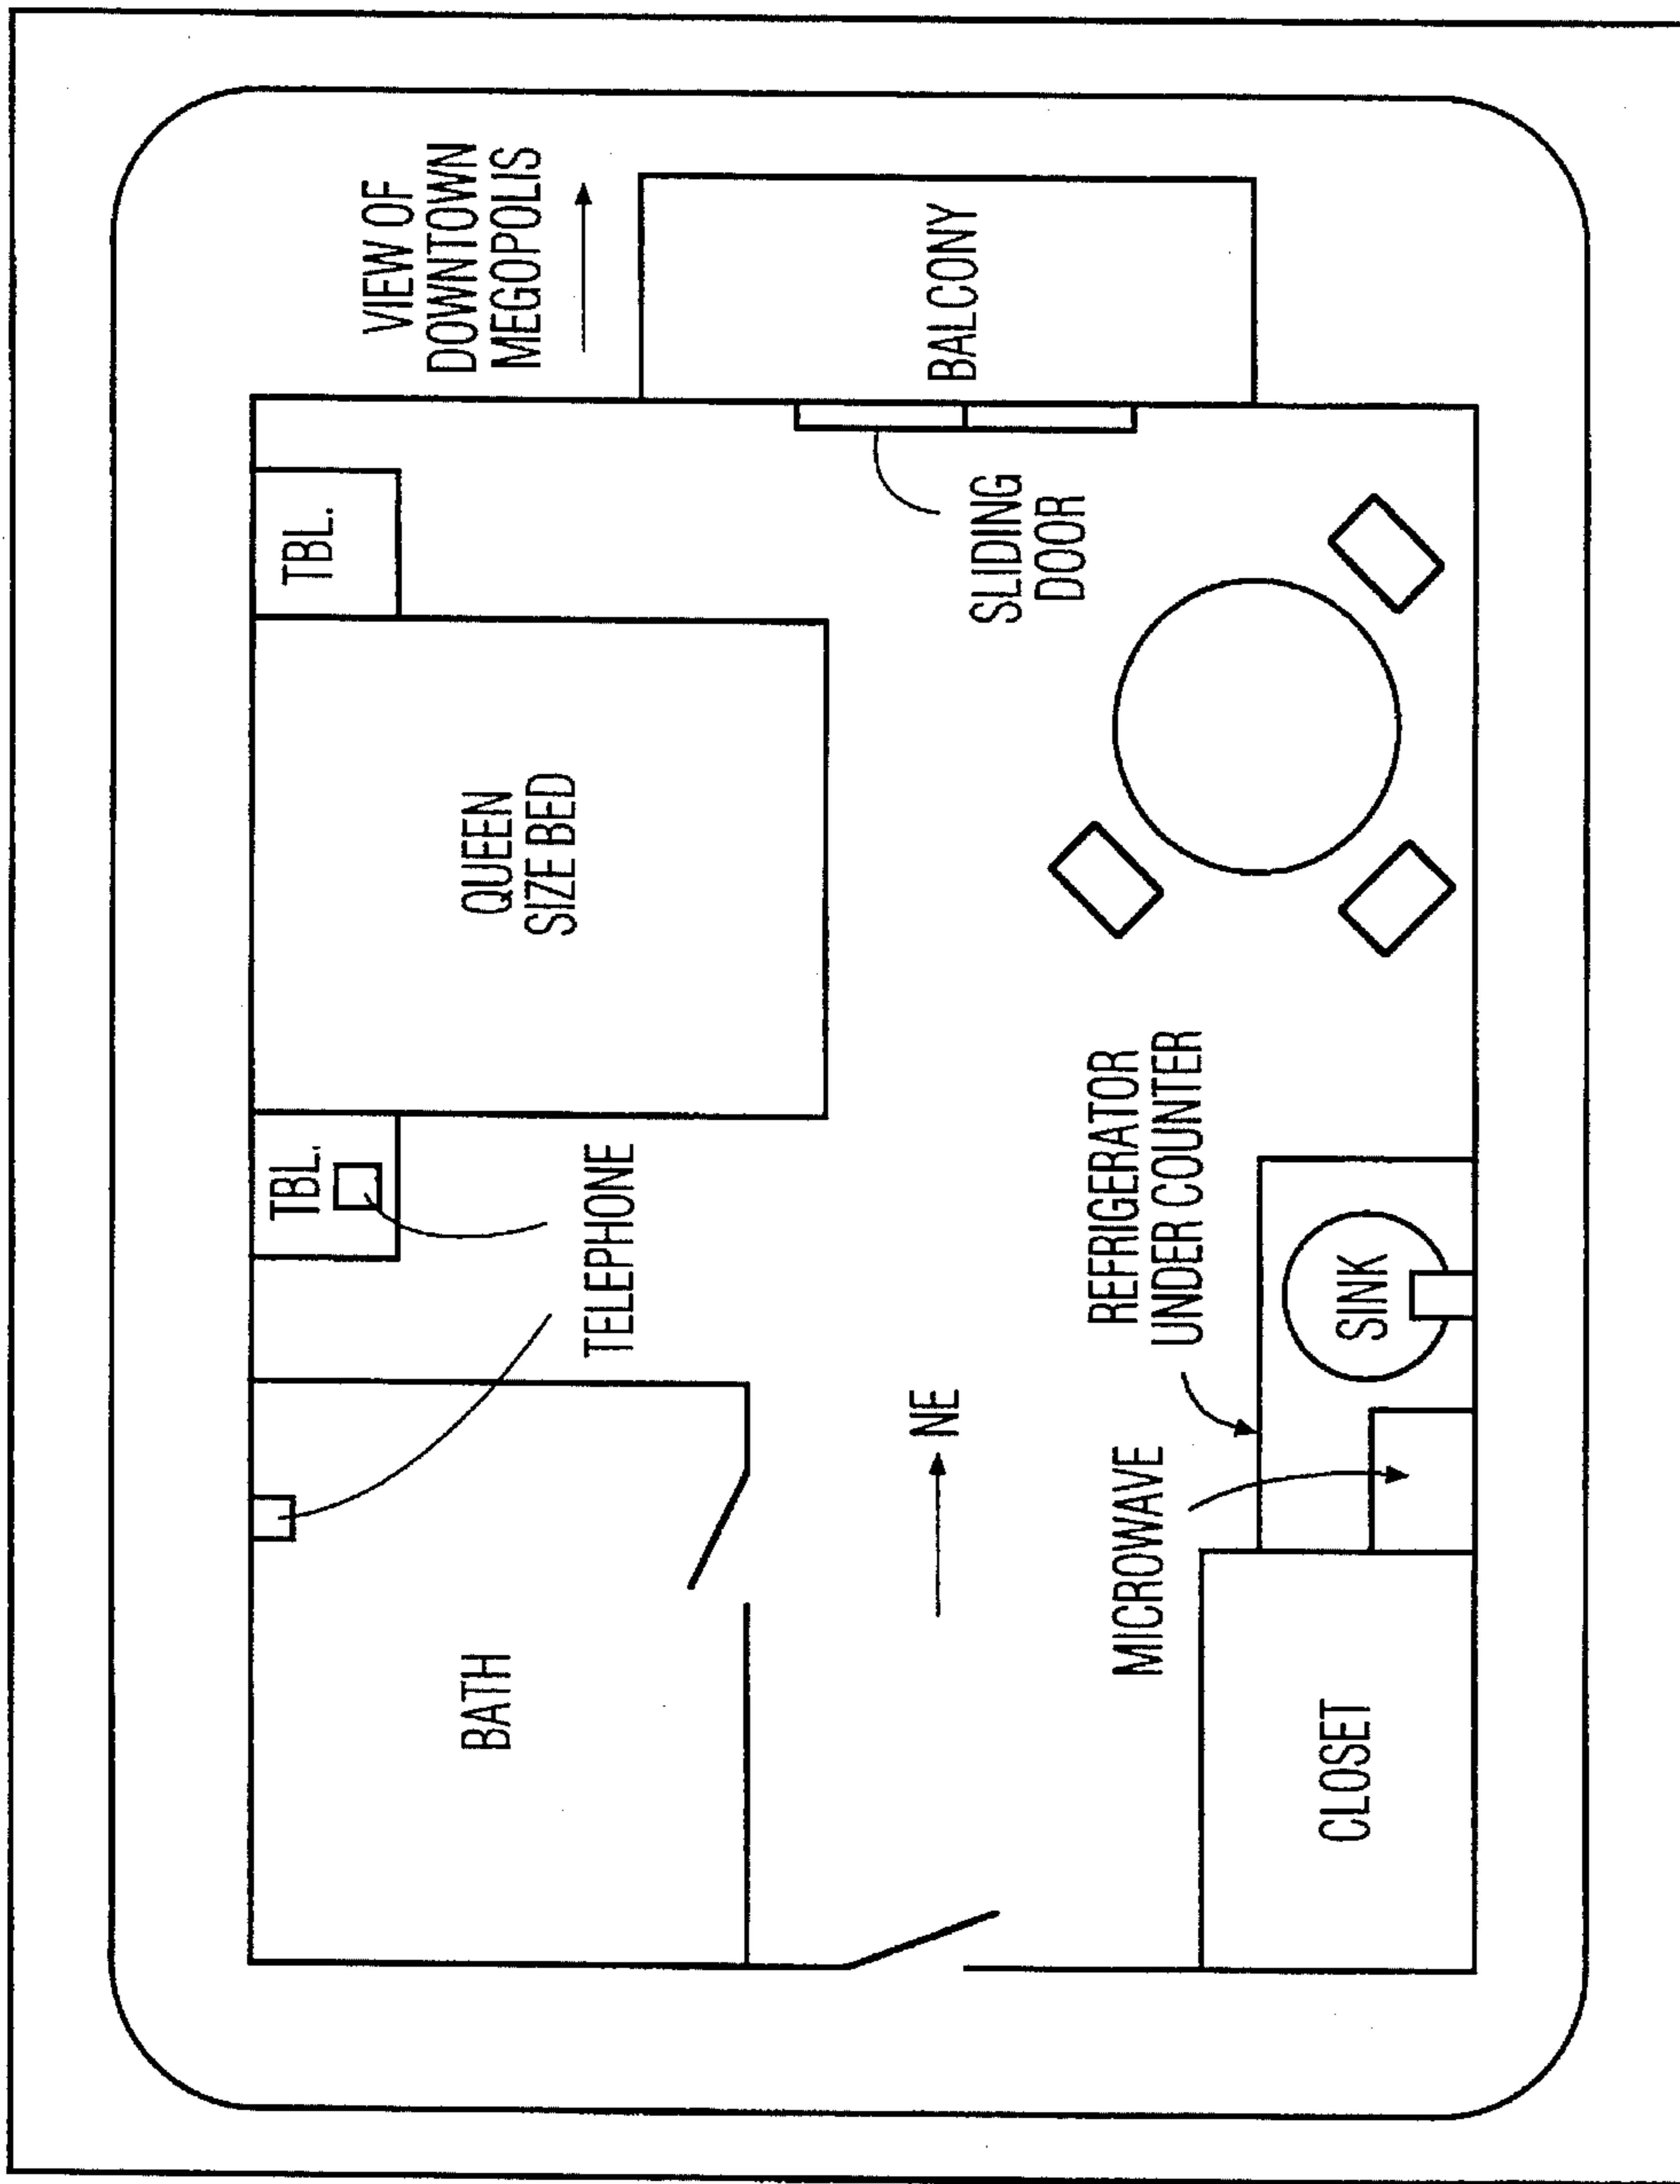 TBL.
TBL.
VIEW OF
DOWNTOWN
MEGOPOLIS
BATH
QUEEN
SIZE BED
TELEPHONE
NE
BALCONY
SLIDING
DOOR
REFRIGERATOR
UNDER COUNTER
MICROWAVE
CLOSET
SINK